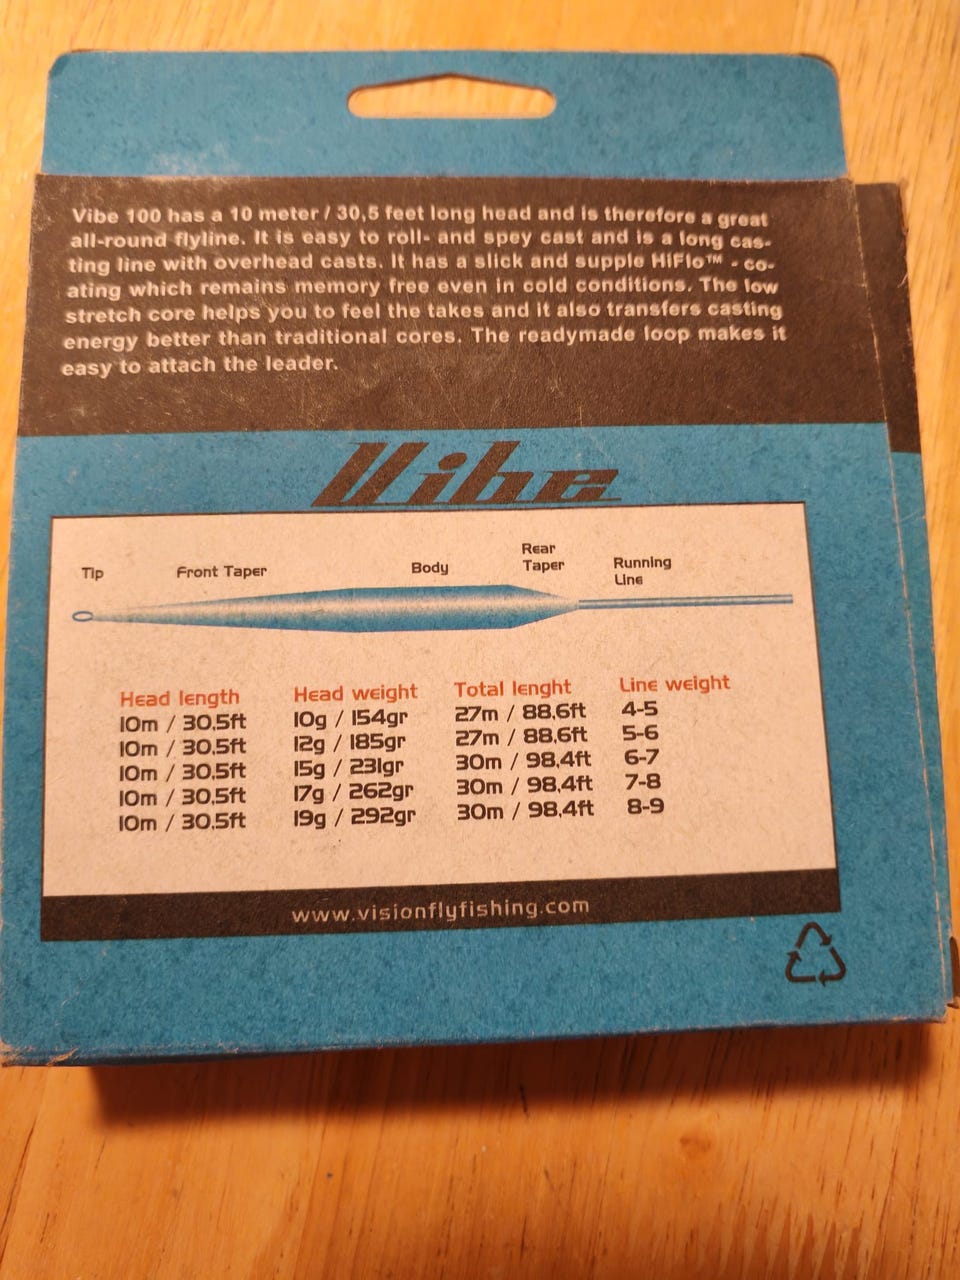 Vibe 100 has a 10 meter / 30,5 feet long head and is therefore a great
all-round flyline. It is easy to roll- and spey cast and is a long cas-
ting line with overhead casts. It has a slick and supple HiFlo™ - co-
ating which remains memory free even in cold conditions. The low
stretch core helps you to feel the takes and it also transfers casting
energy better than traditional cores. The readymade loop makes it
easy to attach the leader.
Vibe
Tip Front Taper Body Rear Taper Running Line
Head length Head weight Total lenght Line weight
10m / 30,5ft 10g / 154gr 27m / 88,6ft 4-5
10m / 30,5ft 12g / 185gr 27m / 88,6ft 5-6
10m / 30,5ft 15g / 231gr 30m / 98,4ft 6-7
10m / 30,5ft 17g / 262gr 30m / 98,4ft 7-8
10m / 30,5ft 19g / 292gr 30m / 98,4ft 8-9
www.visionflyfishing.com